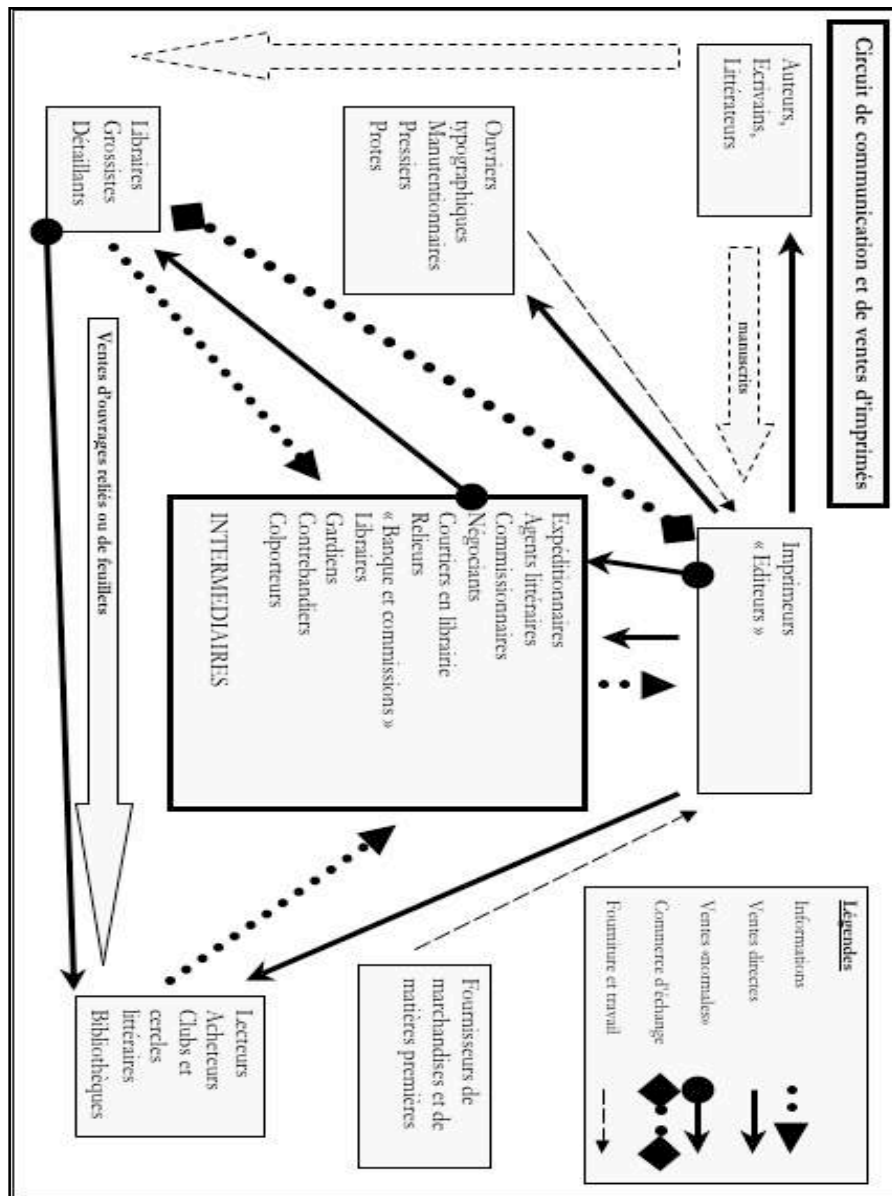 Circuit de communication et de ventes d'imprimés
Auteurs,
Ecrivains,
Littérateurs
manuscrits
Imprimeurs
« Editeurs »
Légendes
Informations
Ventes directes
Ventes «normales»
Commerce d'échange
Fourniture et travail
Ouvriers
typographiques
Manutentionnaires
Pressiers
Protes
Expéditionnaires
Agents littéraires
Commissionnaires
Négociants
Courtiers en librairie
Relieurs
« Banque et commissions »
Libraires
Gardiens
Contrebandiers
Colporteurs
INTERMEDIAIRES
Fournisseurs de
marchandises et de
matières premières
Libraires
Grossistes
Détaillants
Ventes d'ouvrages reliés ou de feuillets
Lecteurs
Acheteurs
Clubs et
cercles
littéraires
Bibliothèques